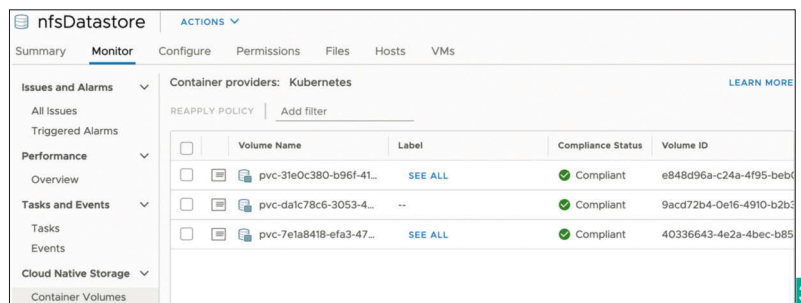 nfsDatastore ACTIONS
Summary Monitor Configure Permissions Files Hosts VMs
Issues and Alarms
All Issues
Triggered Alarms
Performance
Overview
Tasks and Events
Tasks
Events
Cloud Native Storage
Container Volumes
Container providers: Kubernetes LEARN MORE
REAPPLY POLICY Add filter
Volume Name Label Compliance Status Volume ID
pvc-31e0c380-b96f-41... SEE ALL Compliant e848d96a-c24a-4f95-beb0
pvc-da1c78c6-3053-4... -- Compliant 9acd72b4-0e16-4910-b2b3
pvc-7e1a8418-efa3-47... SEE ALL Compliant 40336643-4e2a-4bec-b85